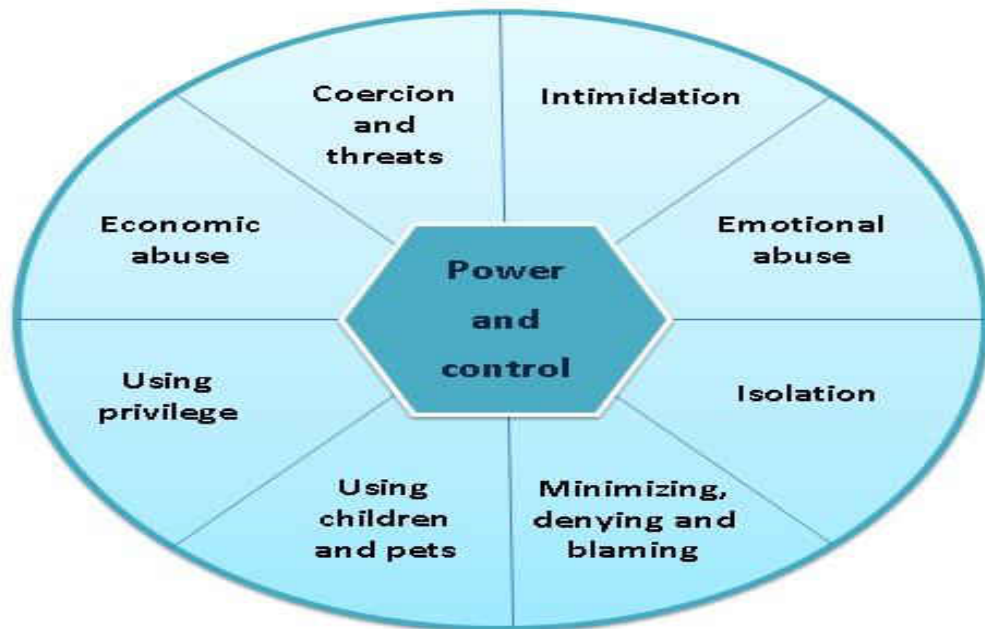 Coercion
and
threats
Intimidation
Economic
abuse
Emotional
abuse
Power
and
control
Using
privilege
Isolation
Using
children
and pets
Minimizing,
denying and
blaming